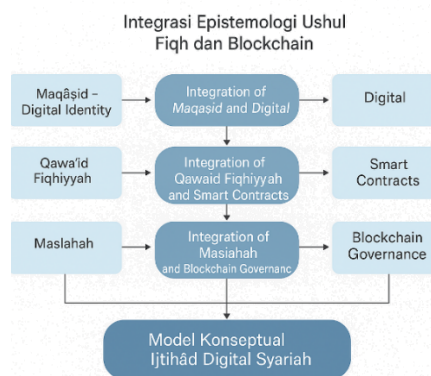 Integrasi Epistemologi Ushul
Fiqh dan Blockchain
Maqâṣid –
Digital Identity
Integration of
Maqaṣid and Digital
Digital
Qawa'id
Fiqhiyyah
Integration of
Qawaid Fiqhiyyah
and Smart Contracts
Smart
Contracts
Maslahah
Integration of
Masiahah
and Blockchain Governanc
Blockchain
Governance
Model Konseptual
Ijtihâd Digital Syariah